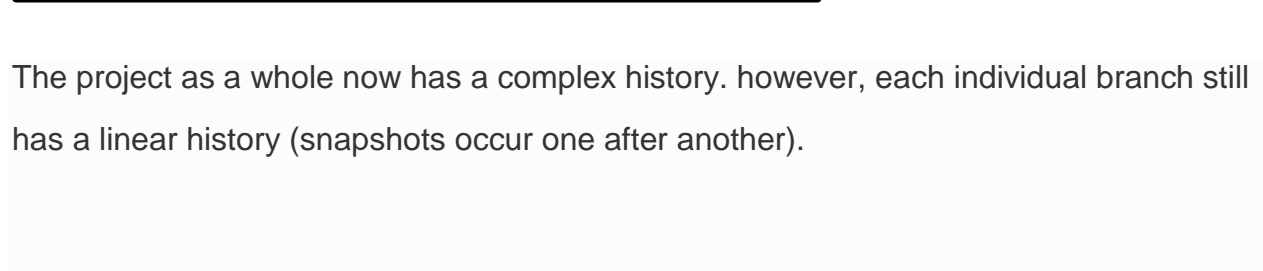 The project as a whole now has a complex history. however, each individual branch still
has a linear history (snapshots occur one after another).